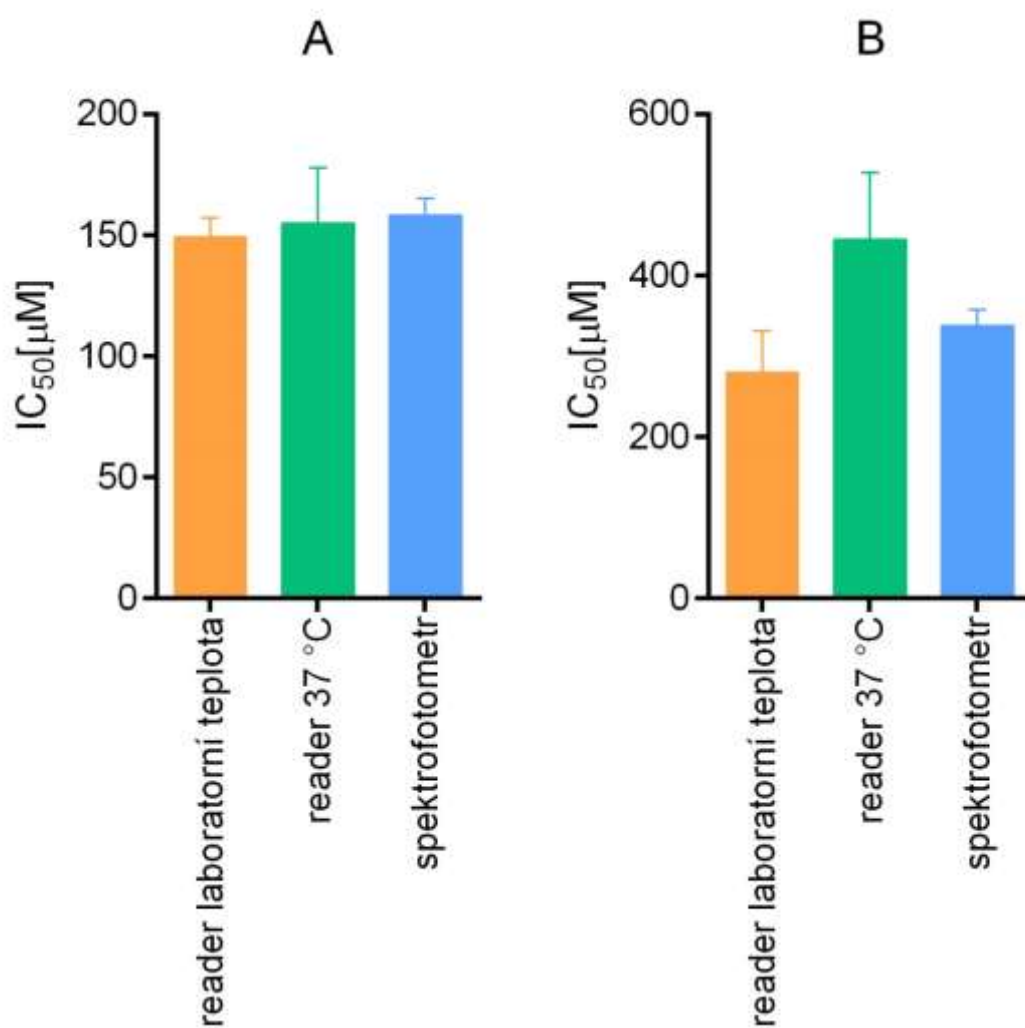 A
200
150
100
50
0
IC50[µM]
reader laboratorní teplota
reader 37 °C
spektrofotometr
B
600
400
200
0
IC50[µM]
reader laboratorní teplota
reader 37 °C
spektrofotometr